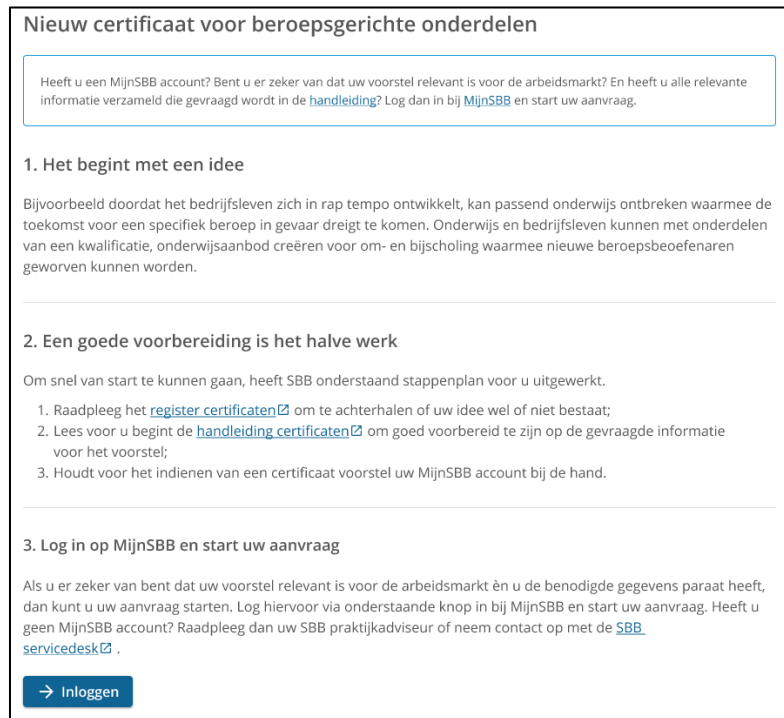 Nieuw certificaat voor beroepsgerichte onderdelen
Heeft u een MijnSBB account? Bent u er zeker van dat uw voorstel relevant is voor de arbeidsmarkt? En heeft u alle relevante
informatie verzameld die gevraagd wordt in de handleiding? Log dan in bij MijnSBB en start uw aanvraag.
1. Het begint met een idee
Bijvoorbeeld doordat het bedrijfsleven zich in rap tempo ontwikkelt, kan passend onderwijs ontbreken waarmee de
toekomst voor een specifiek beroep in gevaar dreigt te komen. Onderwijs en bedrijfsleven kunnen met onderdelen
van een kwalificatie, onderwijsaanbod creëren voor om- en bijscholing waarmee nieuwe beroepsbeoefenaren
geworven kunnen worden.
2. Een goede voorbereiding is het halve werk
Om snel van start te kunnen gaan, heeft SBB onderstaand stappenplan voor u uitgewerkt.
1. Raadpleeg het register certificaten om te achterhalen of uw idee wel of niet bestaat;
2. Lees voor u begint de handleiding certificaten om goed voorbereid te zijn op de gevraagde informatie
voor het voorstel;
3. Houdt voor het indienen van een certificaat voorstel uw MijnSBB account bij de hand.
3. Log in op MijnSBB en start uw aanvraag
Als u er zeker van bent dat uw voorstel relevant is voor de arbeidsmarkt èn u de benodigde gegevens paraat heeft,
dan kunt u uw aanvraag starten. Log hiervoor via onderstaande knop in bij MijnSBB en start uw aanvraag. Heeft u
geen MijnSBB account? Raadpleeg dan uw SBB praktijkadviseur of neem contact op met de SBB
servicedesk .
→ Inloggen